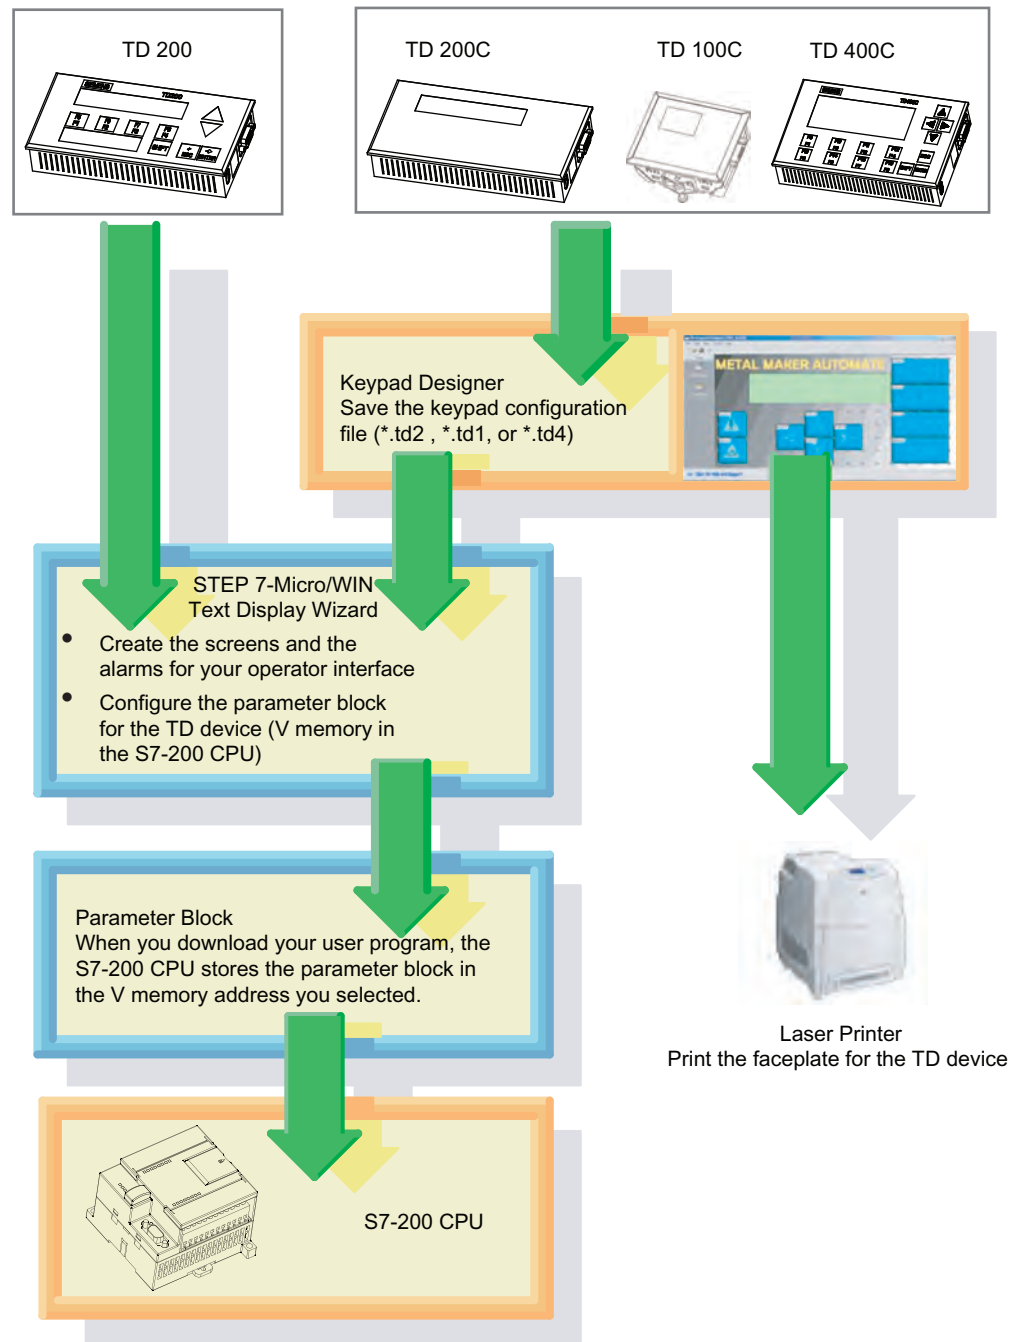 TD 200
TD 200C
TD 100C
TD 400C
TD200
SHIFT
ESC
ENTER
Keypad Designer
Save the keypad configuration
file (*.td2 , *.td1, or *.td4)
METAL MAKER AUTOMATE
STEP 7-Micro/WIN
Text Display Wizard
• Create the screens and the
alarms for your operator interface
• Configure the parameter block
for the TD device (V memory in
the S7-200 CPU)
Parameter Block
When you download your user program, the
S7-200 CPU stores the parameter block in
the V memory address you selected.
Laser Printer
Print the faceplate for the TD device
S7-200 CPU